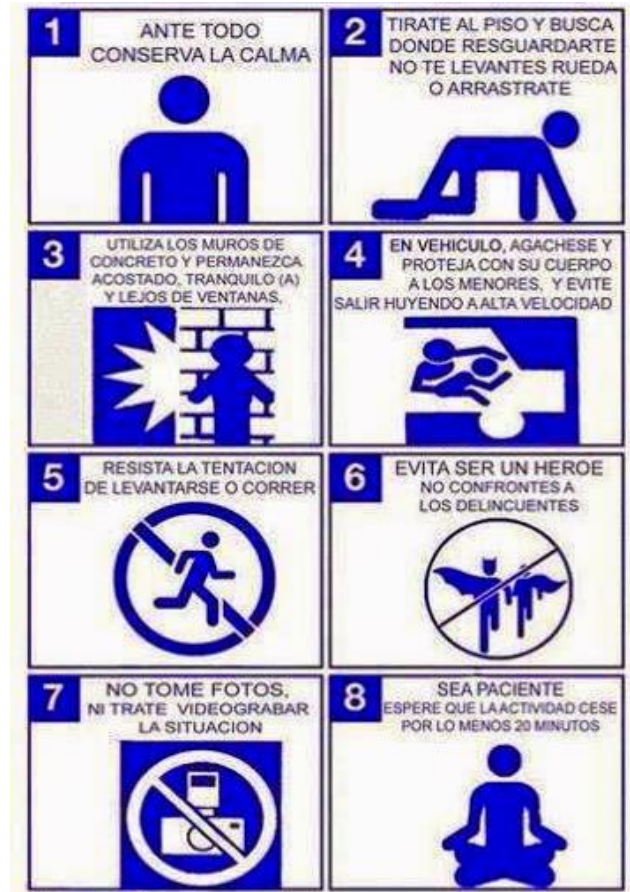 1
ANTE TODO
CONSERVA LA CALMA
2
TIRATE AL PISO Y BUSCA
DONDE RESGUARDARTE
NO TE LEVANTES RUEDA
O ARRASTRATE
3
UTILIZA LOS MUROS DE
CONCRETO Y PERMANEZCA
ACOSTADO, TRANQUILO (A)
Y LEJOS DE VENTANAS,
4
EN VEHICULO, AGACHESE Y
PROTEJA CON SU CUERPO
A LOS MENORES, Y EVITE
SALIR HUYENDO A ALTA VELOCIDAD
5
RESISTA LA TENTACION
DE LEVANTARSE O CORRER
6
EVITA SER UN HEROE
NO CONFRONTES A
LOS DELINCUENTES
7
NO TOME FOTOS,
NI TRATE VIDEOGRABAR
LA SITUACION
8
SEA PACIENTE
ESPERE QUE LA ACTIVIDAD CESE
POR LO MENOS 20 MINUTOS